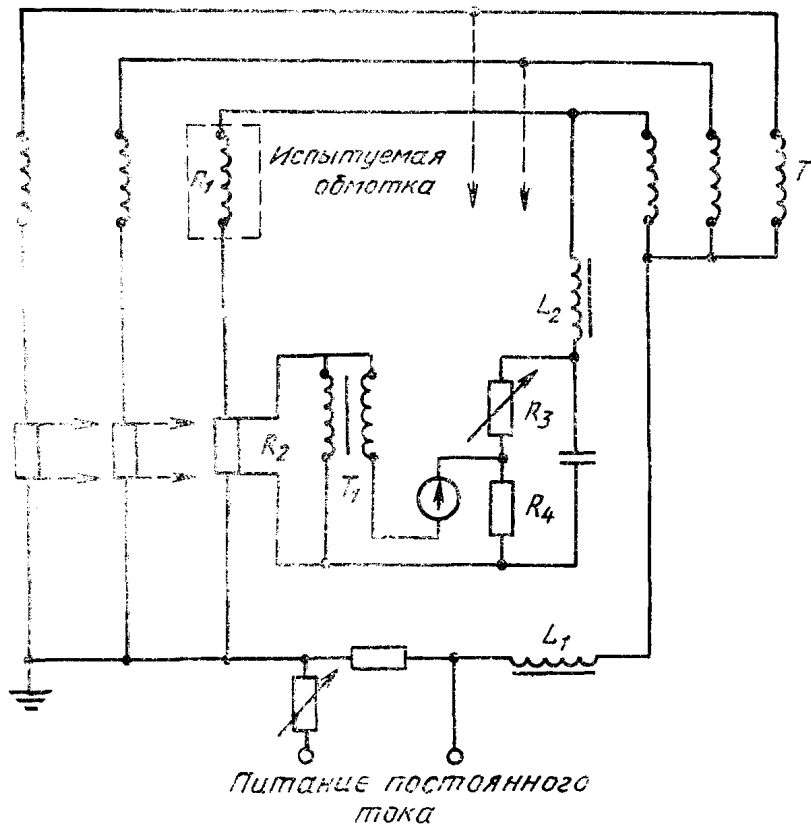 R₁
Испытуемая
обмотка
T
L₂
R₃
R₂
T₁
R₄
L₁
Питание постоянного
тока